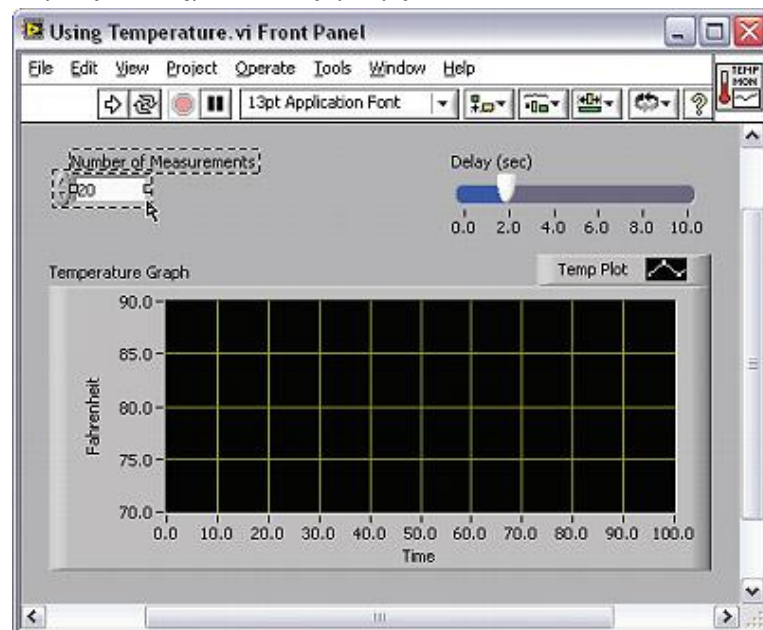 Using Temperature.vi Front Panel
File Edit View Project Operate Tools Window Help
TEMP
MON
13pt Application Font
?
Number of Measurements
20
Delay (sec)
0.0 2.0 4.0 6.0 8.0 10.0
Temperature Graph
Temp Plot
Fahrenheit
90.0
85.0
80.0
75.0
70.0
0.0 10.0 20.0 30.0 40.0 50.0 60.0 70.0 80.0 90.0 100.0
Time